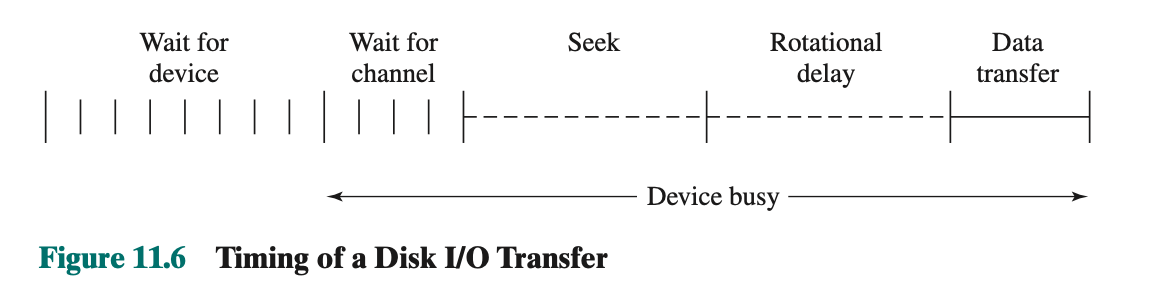 Wait for
device
Wait for
channel
Seek
Rotational
delay
Data
transfer
Device busy
Figure 11.6 Timing of a Disk I/O Transfer